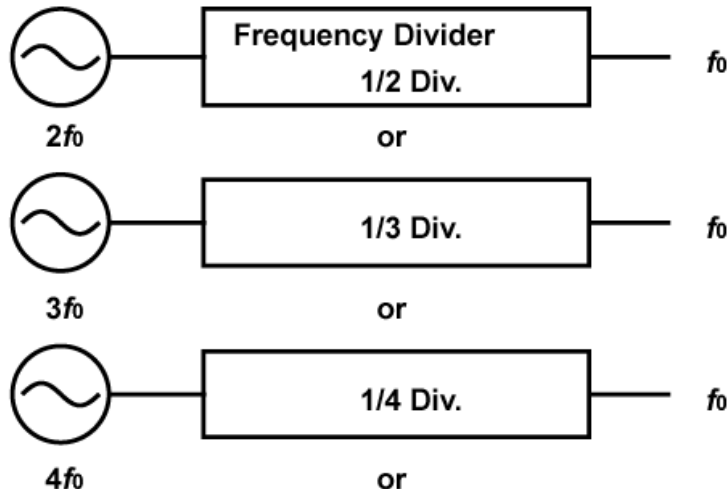 Frequency Divider
1/2 Div.
f0
2f0
or
1/3 Div.
f0
3f0
or
1/4 Div.
f0
4f0
or